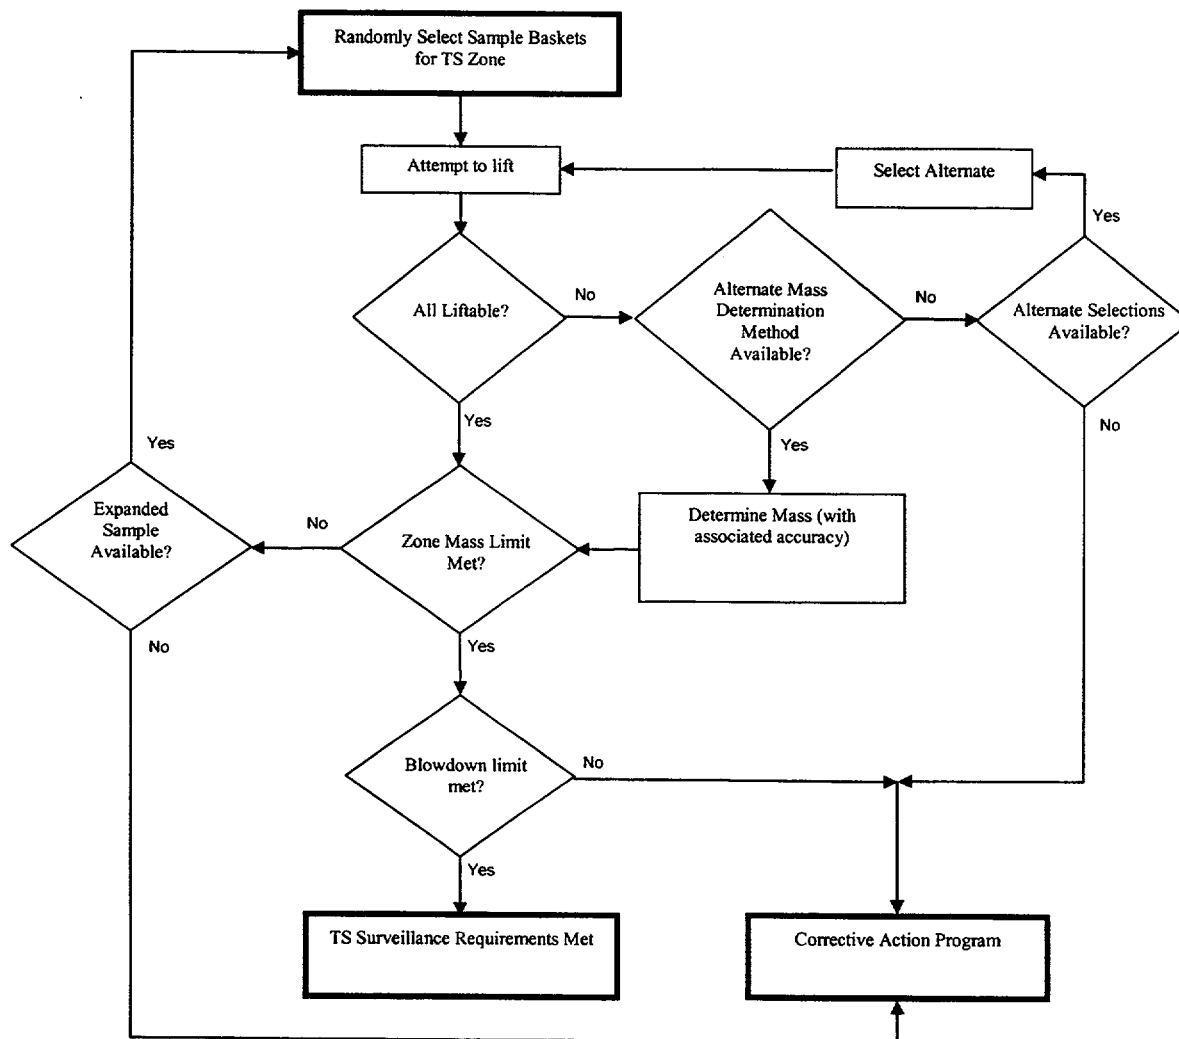 Randomly Select Sample Baskets
for TS Zone
Attempt to lift
Select Alternate
Yes
All Liftable?
No
Alternate Mass
Determination
Method
Available?
No
Alternate Selections
Available?
Yes
Yes
No
Yes
Expanded
Sample
Available?
No
Zone Mass Limit
Met?
Determine Mass (with
associated accuracy)
No
Yes
Blowdown limit
met?
No
Yes
TS Surveillance Requirements Met
Corrective Action Program